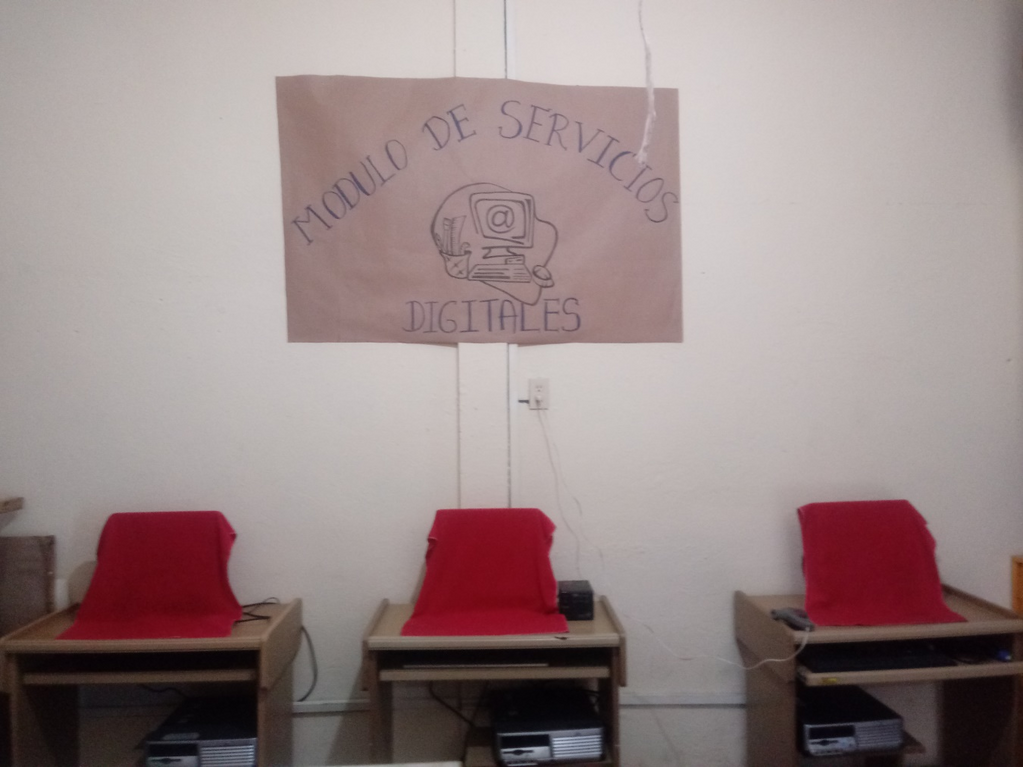 MODULO DE SERVICIOS
@
DIGITALES